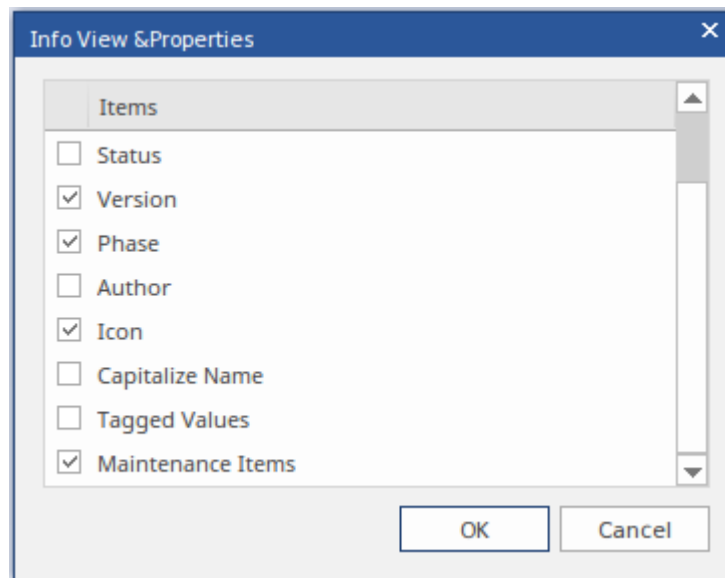 Info View &Properties
Items
Status
Version
Phase
Author
Icon
Capitalize Name
Tagged Values
Maintenance Items
OK Cancel